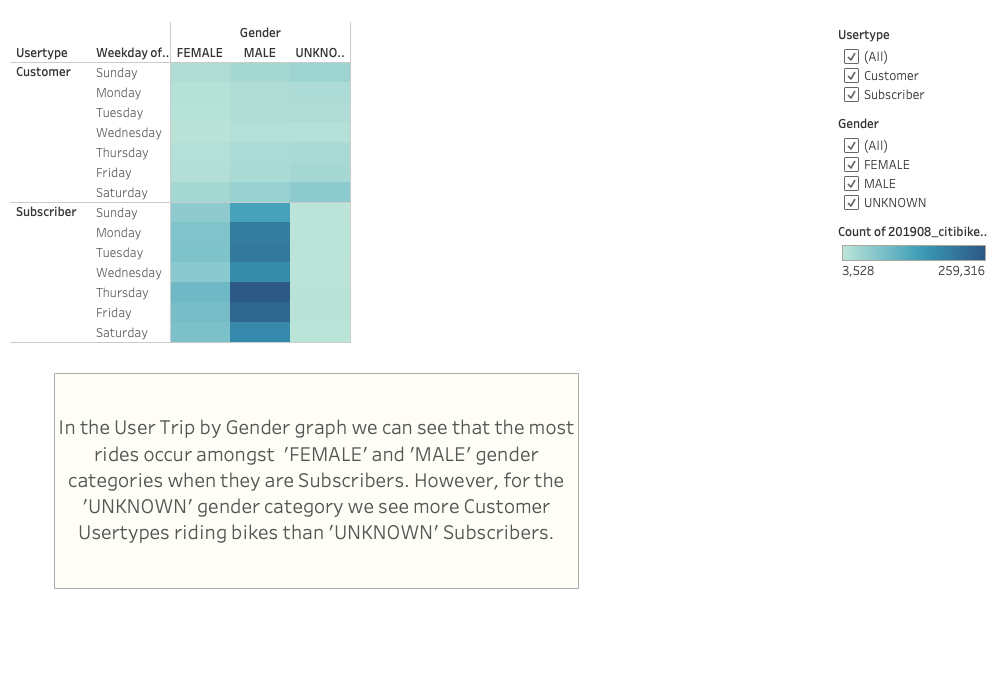 Gender
Usertype Weekday of.. FEMALE MALE UNKNO..
Customer Sunday
Monday
Tuesday
Wednesday
Thursday
Friday
Saturday
Subscriber Sunday
Monday
Tuesday
Wednesday
Thursday
Friday
Saturday
Usertype
(All)
Customer
Subscriber
Gender
(All)
FEMALE
MALE
UNKNOWN
Count of 201908_citibike..
3,528 259,316
In the User Trip by Gender graph we can see that the most
rides occur amongst  'FEMALE' and 'MALE' gender
categories when they are Subscribers. However, for the
'UNKNOWN' gender category we see more Customer
Usertypes riding bikes than 'UNKNOWN' Subscribers.